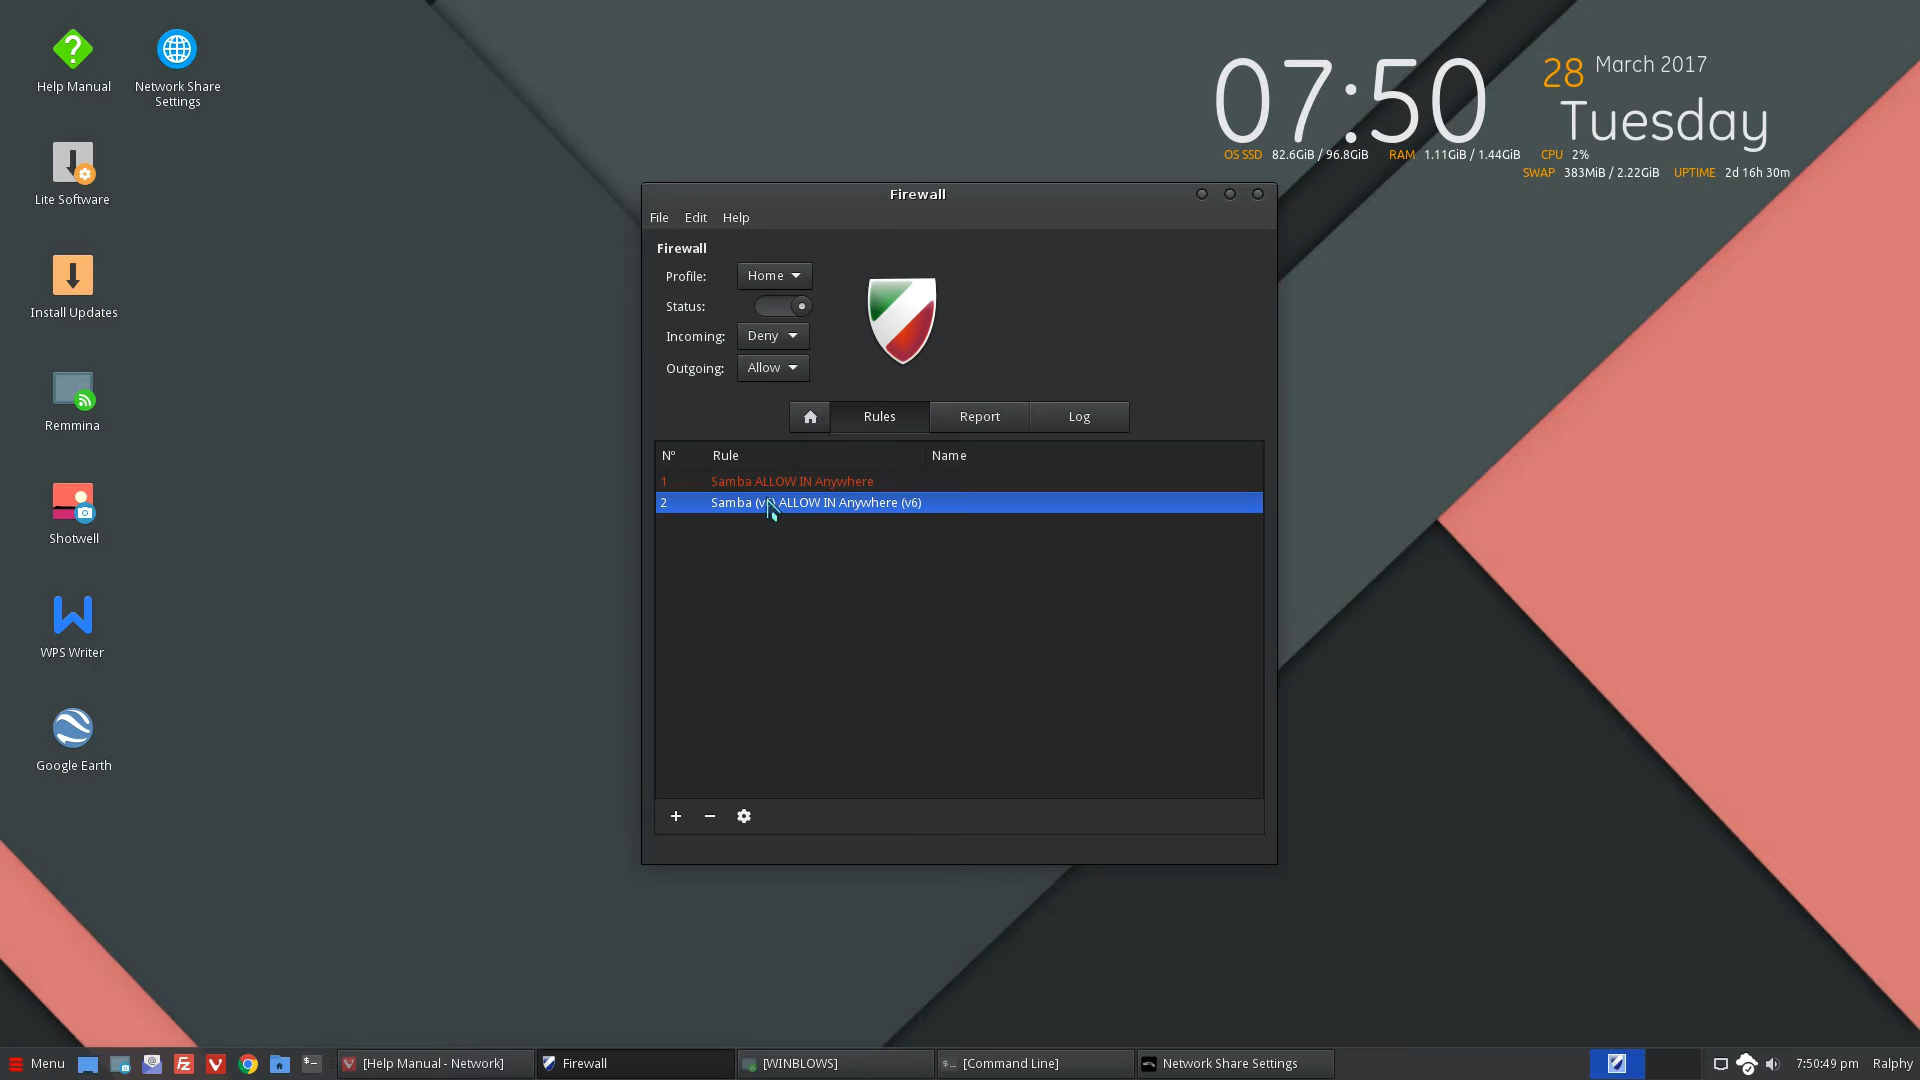 Help Manual
Network Share
Settings
Lite Software
Install Updates
Remmina
Shotwell
WPS Writer
Google Earth
07:50
28 March 2017
Tuesday
OS SSD 82.6GiB / 96.8GiB RAM 1.11GiB / 1.44GiB CPU 2%
SWAP 383MiB / 2.22GiB UPTIME 2d 16h 30m
Firewall
File Edit Help
Firewall
Profile: Home
Status:
Incoming: Deny
Outgoing: Allow
Rules Report Log
Nº Rule Name
1 Samba ALLOW IN Anywhere
2 Samba ALLOW IN Anywhere (v6)
Menu [Help Manual - Network] Firewall [WINBLOWS] [Command Line] Network Share Settings 7:50:49 pm Ralphy